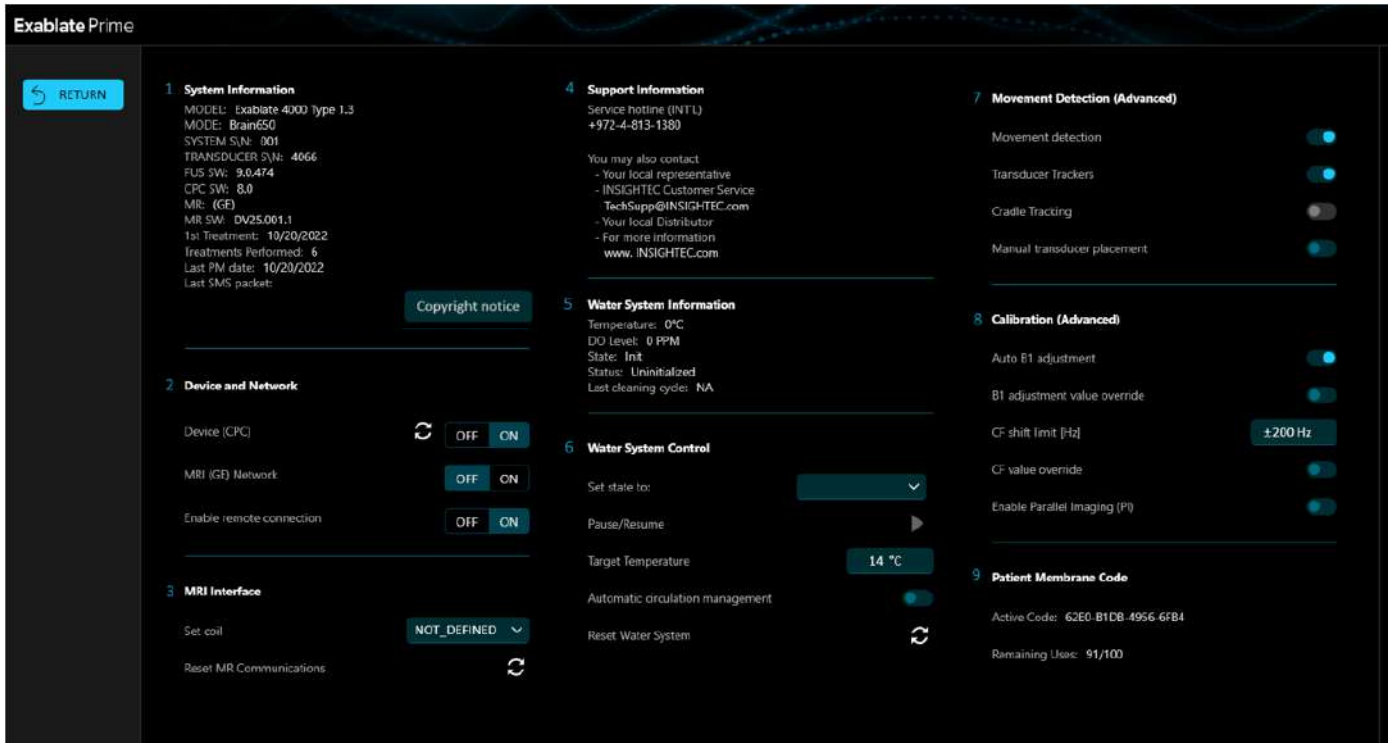 Exablate Prime
RETURN
1 System Information
MODEL: Exablate 4000 Type 1.3
MODE: Brain650
SYSTEM S\N: 001
TRANSDUCER S\N: 4066
FUS SW: 9.0.474
CPC SW: 8.0
MR: (GE)
MR SW: DV25.001.1
1st Treatment: 10/20/2022
Treatments Performed: 6
Last PM date: 10/20/2022
Last SMS packet:
Copyright notice
2 Device and Network
Device (CPC) OFF ON
MRI (GE) Network OFF ON
Enable remote connection OFF ON
3 MRI Interface
Set coil NOT_DEFINED
Reset MR Communications
4 Support Information
Service hotline (INT'L)
+972-4-813-1380
You may also contact
- Your local representative
- INSIGHTEC Customer Service
TechSupp@INSIGHTEC.com
- Your local Distributor
- For more information
www. INSIGHTEC.com
5 Water System Information
Temperature: 0°C
DO Level: 0 PPM
State: Init
Status: Uninitialized
Last cleaning cycle: NA
6 Water System Control
Set state to:
Pause/Resume
Target Temperature 14 °C
Automatic circulation management
Reset Water System
7 Movement Detection (Advanced)
Movement detection
Transducer Trackers
Cradle Tracking
Manual transducer placement
8 Calibration (Advanced)
Auto B1 adjustment
B1 adjustment value override
CF shift limit [Hz] ±200 Hz
CF value override
Enable Parallel Imaging (PI)
9 Patient Membrane Code
Active Code: 62E0-B1DB-4956-6FB4
Remaining Uses: 91/100